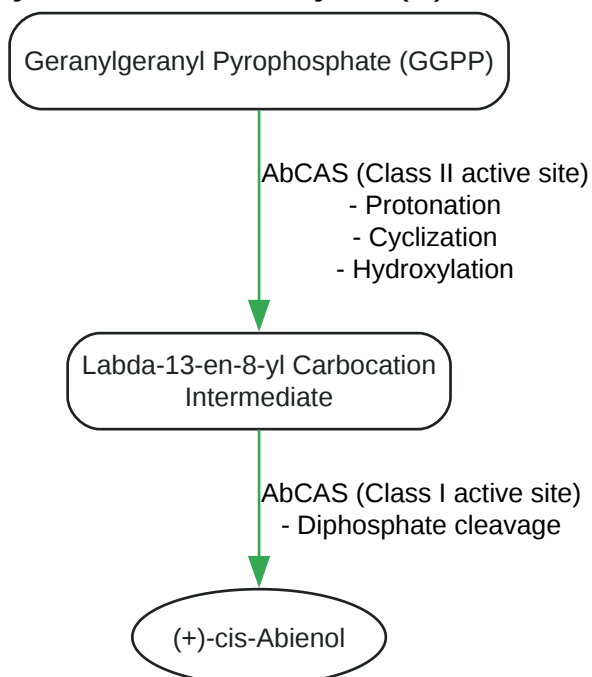 Geranylgeranyl Pyrophosphate (GGPP)
AbCAS (Class II active site)
- Protonation
- Cyclization
- Hydroxylation
Labda-13-en-8-yl Carbocation
Intermediate
AbCAS (Class I active site)
- Diphosphate cleavage
(+)-cis-Abienol